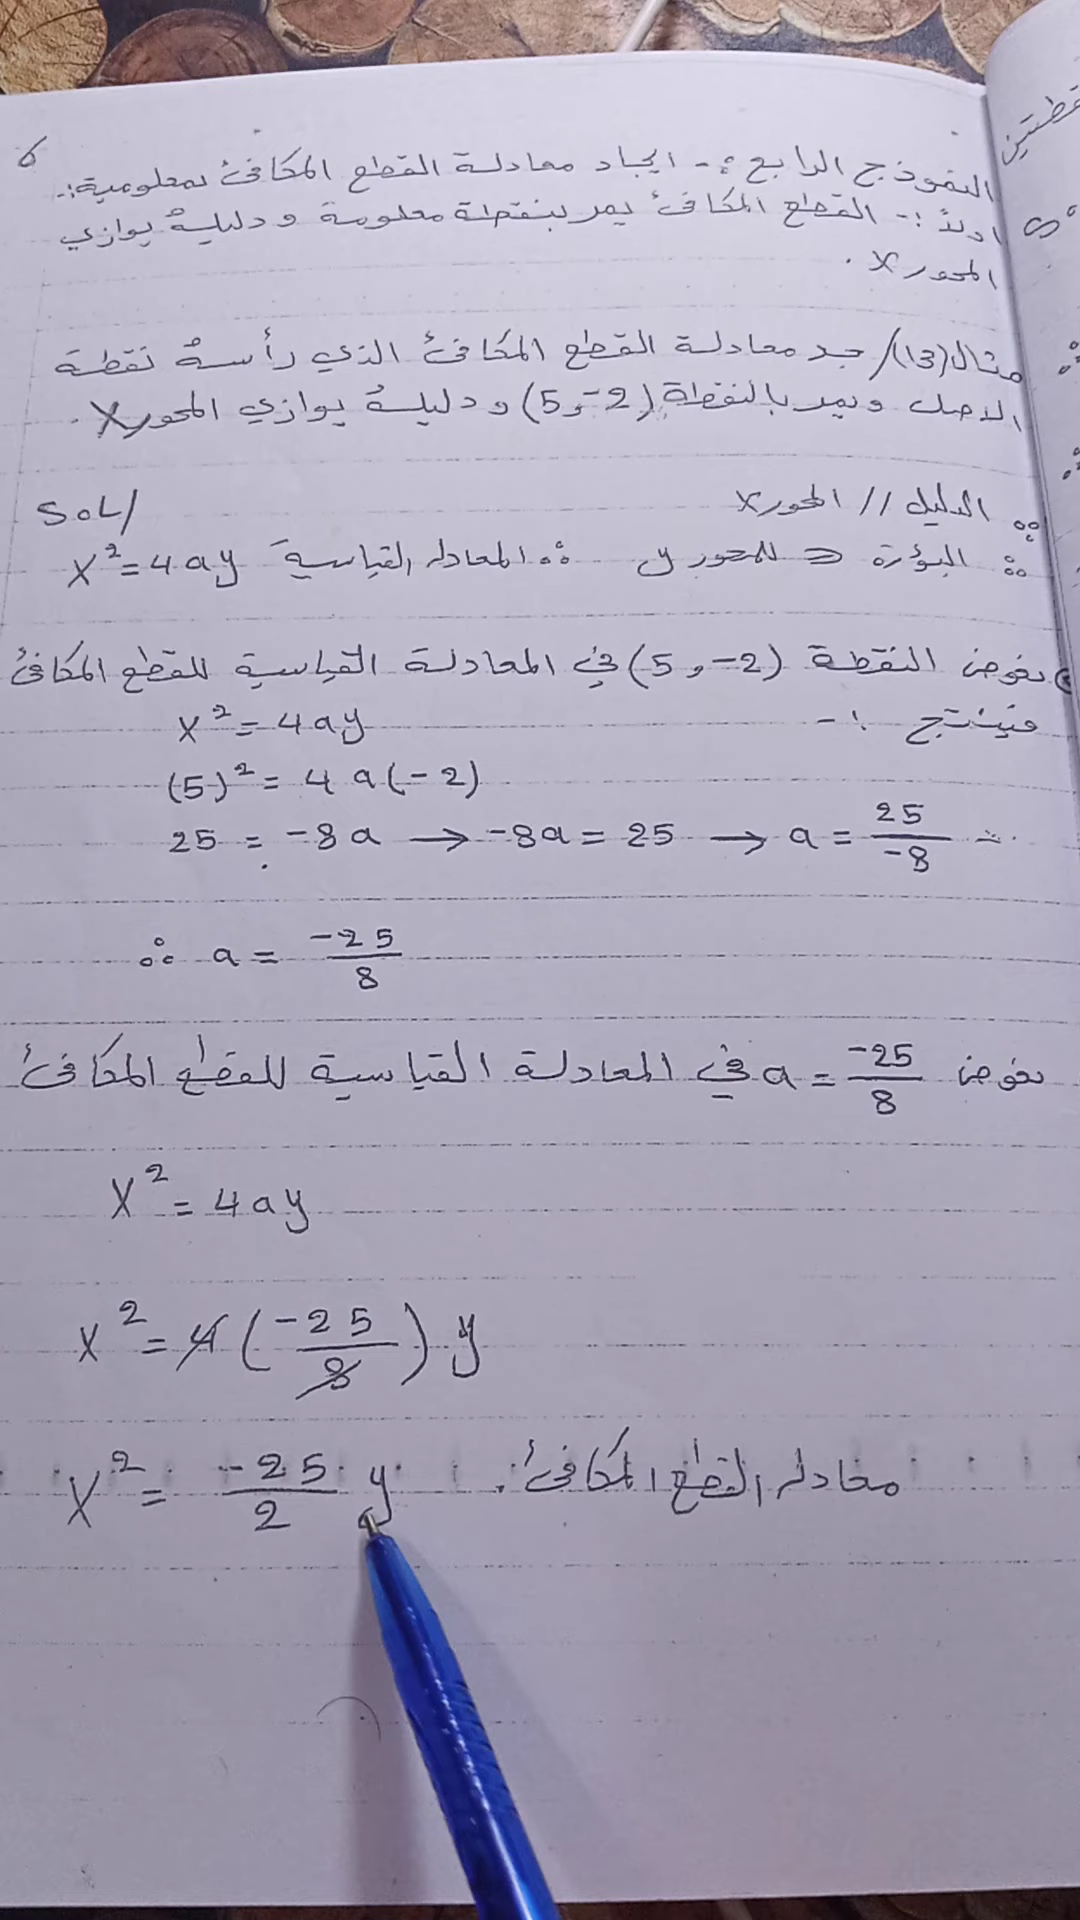 6
النموذج الرابع :- ايجاد معادلة القطع المكافئ بمعلومية :-
اولاً :- القطع المكافئ يمر بنقطة معلومة ودليلة يوازي
المحور x .
مثال (13)/ جد معادلة القطع المكافئ الذي رأسة نقطة
الاصل ويمر بالنقطة (5,-2) ودليلة يوازي المحور x .
SOL/
∵ الدليل // المحور x
∵ البؤرة ∋ للمحور y ∴ المعادلة القياسية x² = 4ay
نعوض النقطة (5,-2) في المعادلة القياسية للقطع المكافئ
فينتج :-
x² = 4ay
(5)² = 4a(-2)
25 = -8a → -8a = 25 → a = 25/-8
∴ a = -25/8
نعوض a = -25/8 في المعادلة القياسية للقطع المكافئ
x² = 4ay
x² = 4(-25/8)y
x² = -25/2 y معادلة القطع المكافئ .